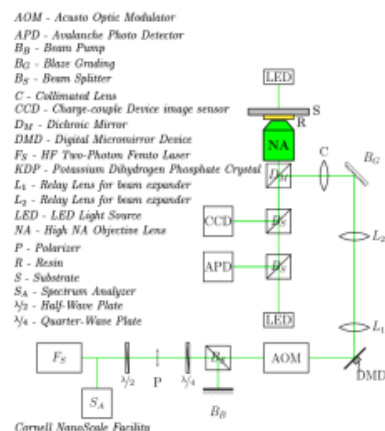 AOM - Acusto Optic Modulator
APD - Avalanche Photo Detector
B_B - Beam Pump
B_G - Blaze Grading
B_S - Beam Splitter
C - Collimated Lens
CCD - Charge-couple Device image sensor
D_M - Dichroic Mirror
DMD - Digital Micromirror Device
F_S - HF Two-Photon Femto Laser
KDP - Potassium Dihydrogen Phosphate Crystal
L_1 - Relay Lens for beam expander
L_2 - Relay Lens for beam expander
LED - LED Light Source
NA - High NA Objective Lens
P - Polarizer
R - Resin
S - Substrate
S_A - Spectrum Analyzer
λ/2 - Half-Wave Plate
λ/4 - Quarter-Wave Plate
LED
S
R
NA
D_M
C
B_G
CCD
B_S
L_2
APD
B_S
LED
L_1
F_S
λ/2
P
λ/4
B_S
AOM
DMD
S_A
B_B
Cornell NanoScale Facility